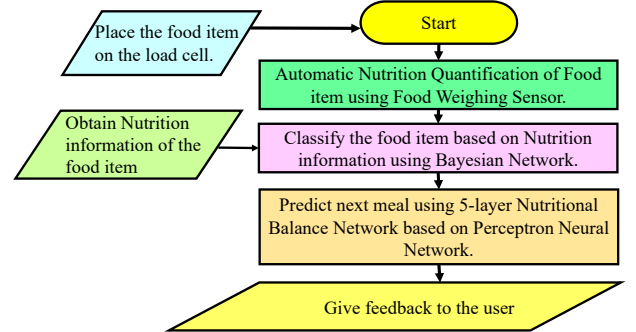 Place the food item
on the load cell.
Start
Automatic Nutrition Quantification of Food
item using Food Weighing Sensor.
Obtain Nutrition
information of the
food item
Classify the food item based on Nutrition
information using Bayesian Network.
Predict next meal using 5-layer Nutritional
Balance Network based on Perceptron Neural
Network.
Give feedback to the user